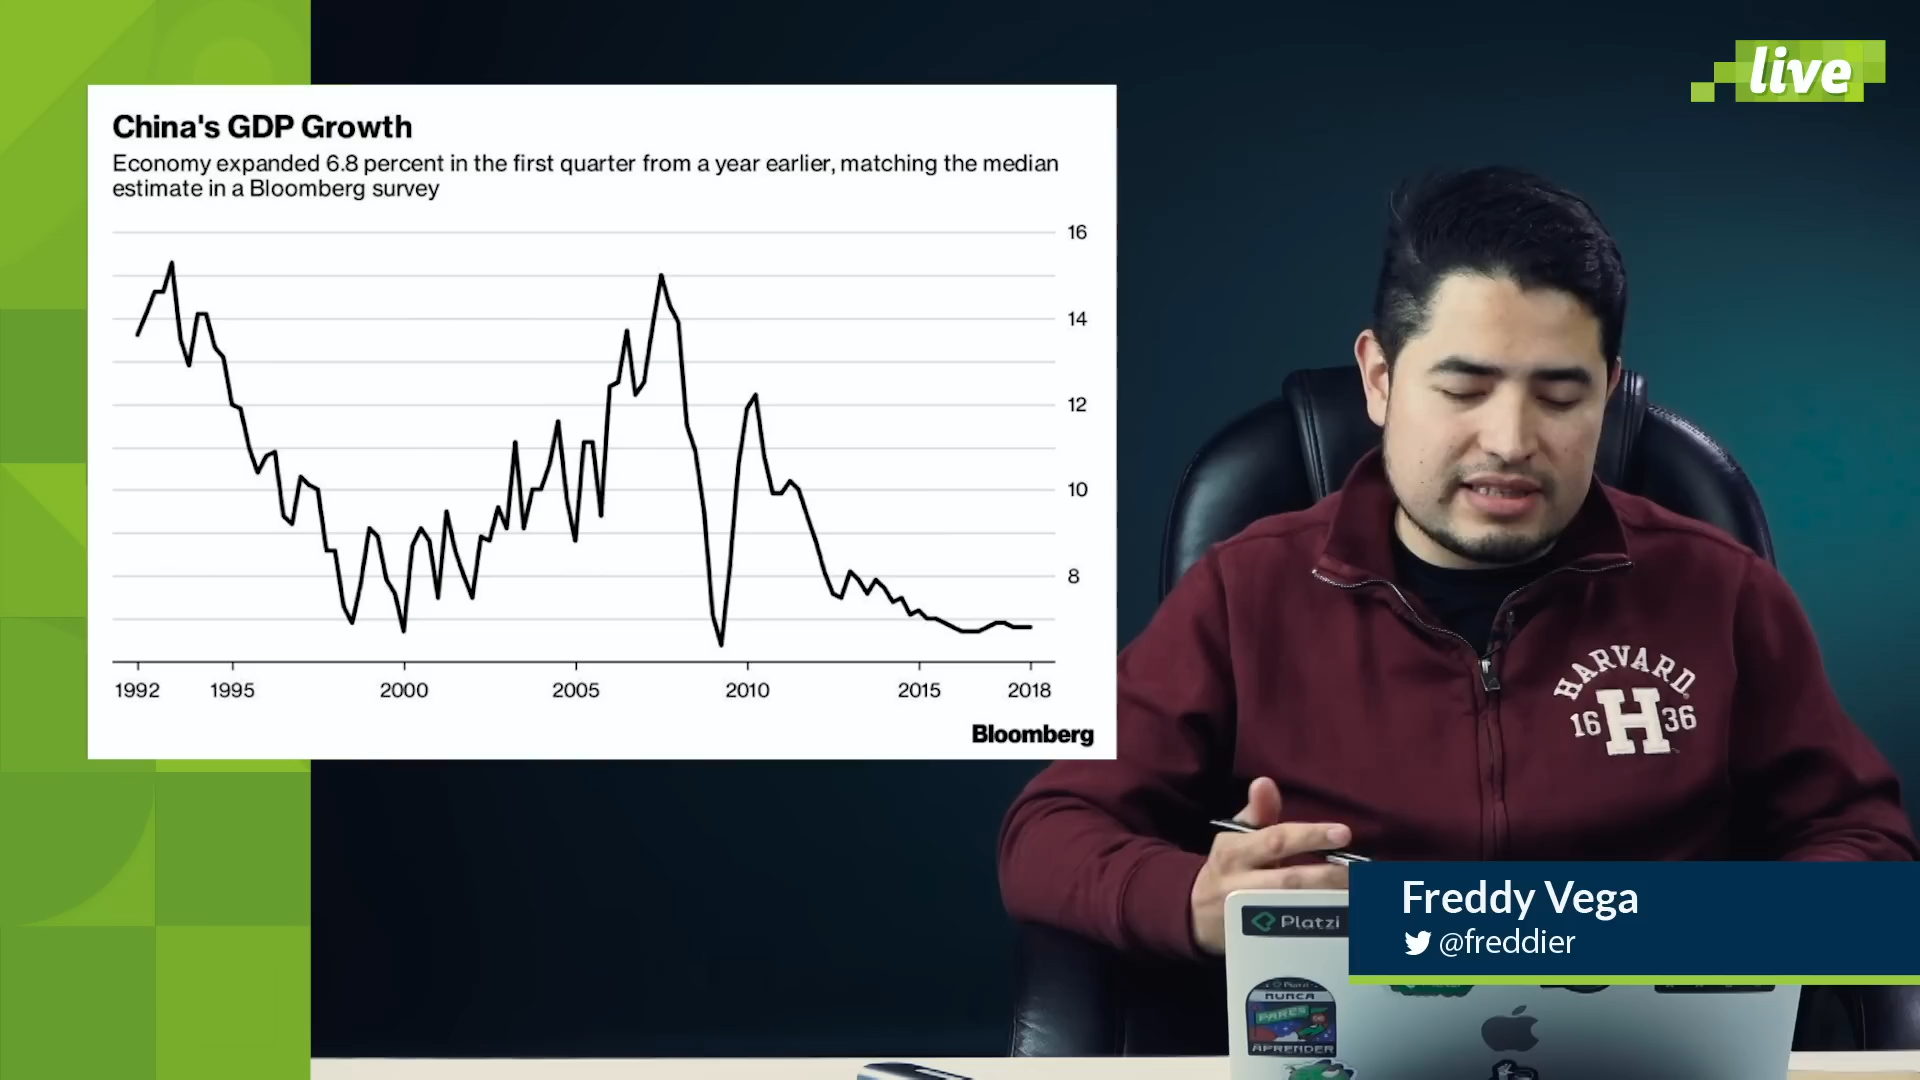 live
China's GDP Growth
Economy expanded 6.8 percent in the first quarter from a year earlier, matching the median
estimate in a Bloomberg survey
16
14
12
10
8
1992 1995 2000 2005 2010 2015 2018
Bloomberg
HARVARD
16 H 36
Freddy Vega
@freddier
Platzi
Platzi
NUNCA
PARES
APRENDER